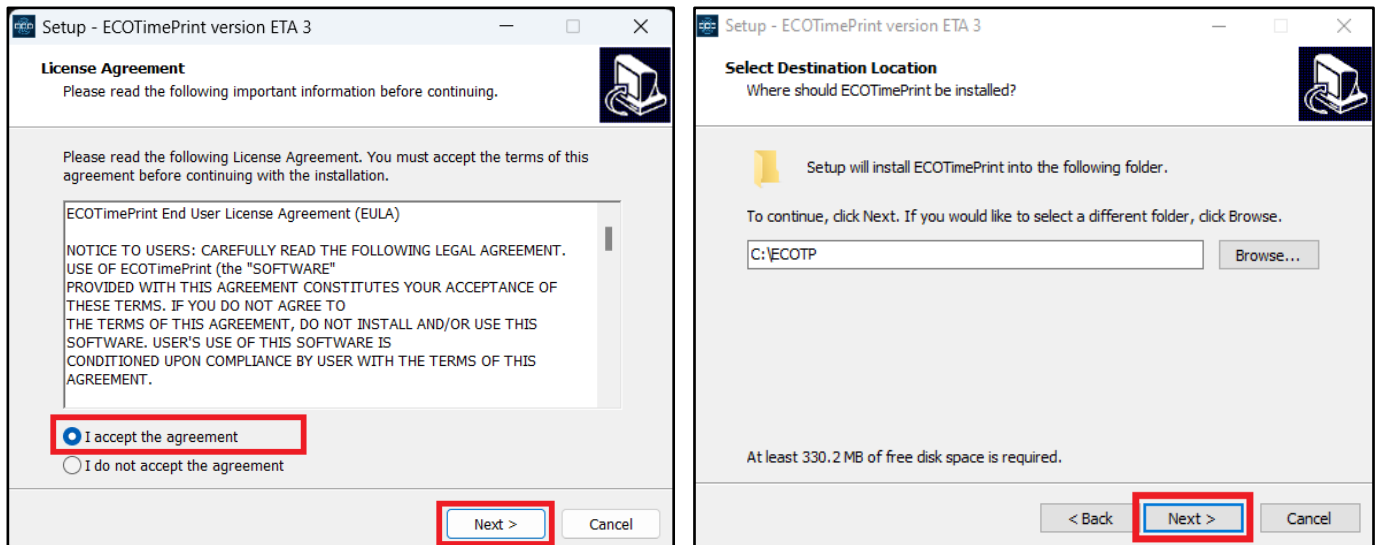 Setup - ECOTimePrint version ETA 3
License Agreement
Please read the following important information before continuing.
Please read the following License Agreement. You must accept the terms of this
agreement before continuing with the installation.
ECOTimePrint End User License Agreement (EULA)
NOTICE TO USERS: CAREFULLY READ THE FOLLOWING LEGAL AGREEMENT.
USE OF ECOTimePrint (the "SOFTWARE"
PROVIDED WITH THIS AGREEMENT CONSTITUTES YOUR ACCEPTANCE OF
THESE TERMS. IF YOU DO NOT AGREE TO
THE TERMS OF THIS AGREEMENT, DO NOT INSTALL AND/OR USE THIS
SOFTWARE. USER'S USE OF THIS SOFTWARE IS
CONDITIONED UPON COMPLIANCE BY USER WITH THE TERMS OF THIS
AGREEMENT.
I accept the agreement
I do not accept the agreement
Next >
Cancel
Setup - ECOTimePrint version ETA 3
Select Destination Location
Where should ECOTimePrint be installed?
Setup will install ECOTimePrint into the following folder.
To continue, click Next. If you would like to select a different folder, click Browse.
C:\ECOTP
Browse...
At least 330.2 MB of free disk space is required.
< Back
Next >
Cancel